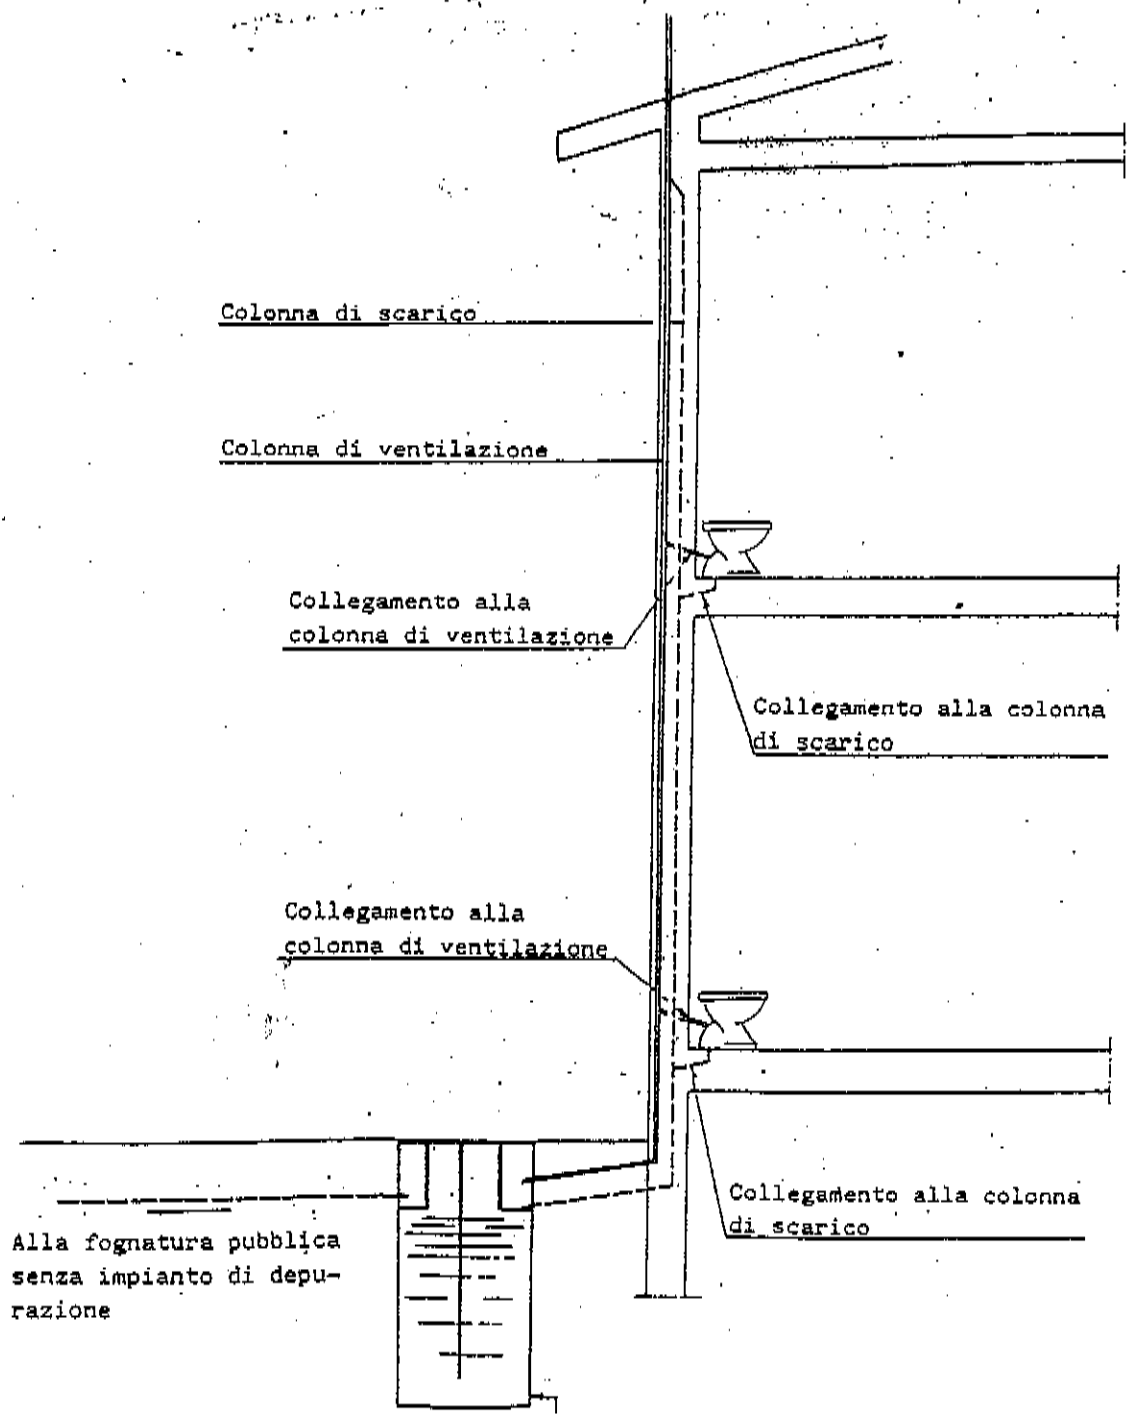 Colonna di scarico
Colonna di ventilazione
Collegamento alla
colonna di ventilazione
Collegamento alla colonna
di scarico
Collegamento alla
colonna di ventilazione
Collegamento alla colonna
di scarico
Alla fognatura pubblica
senza impianto di depu-
razione